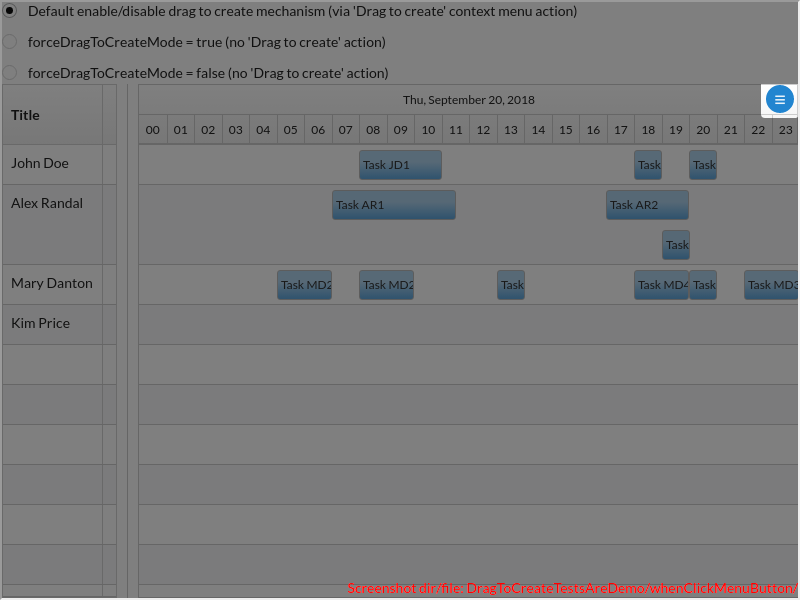 Default enable/disable drag to create mechanism (via 'Drag to create' context menu action)
forceDragToCreateMode = true (no 'Drag to create' action)
forceDragToCreateMode = false (no 'Drag to create' action)
Title
Thu, September 20, 2018
00 01 02 03 04 05 06 07 08 09 10 11 12 13 14 15 16 17 18 19 20 21 22 23
John Doe Task JD1 Task Task
Alex Randal Task AR1 Task AR2
Task
Mary Danton Task MD2 Task MD2 Task Task MD4 Task Task MD3
Kim Price
Screenshot dir/file: DragToCreateTestsAreDemo/whenClickMenuButton/